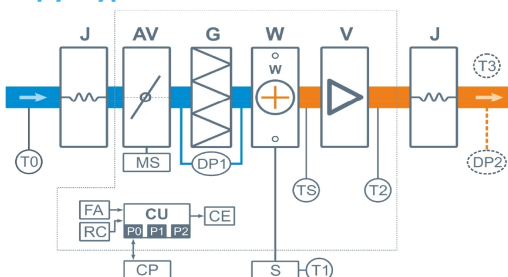 J AV G W V J
W
T3
T0 MS DP1 TS T2 DP2
FA CU CE
RC P0 P1 P2
CP S T1